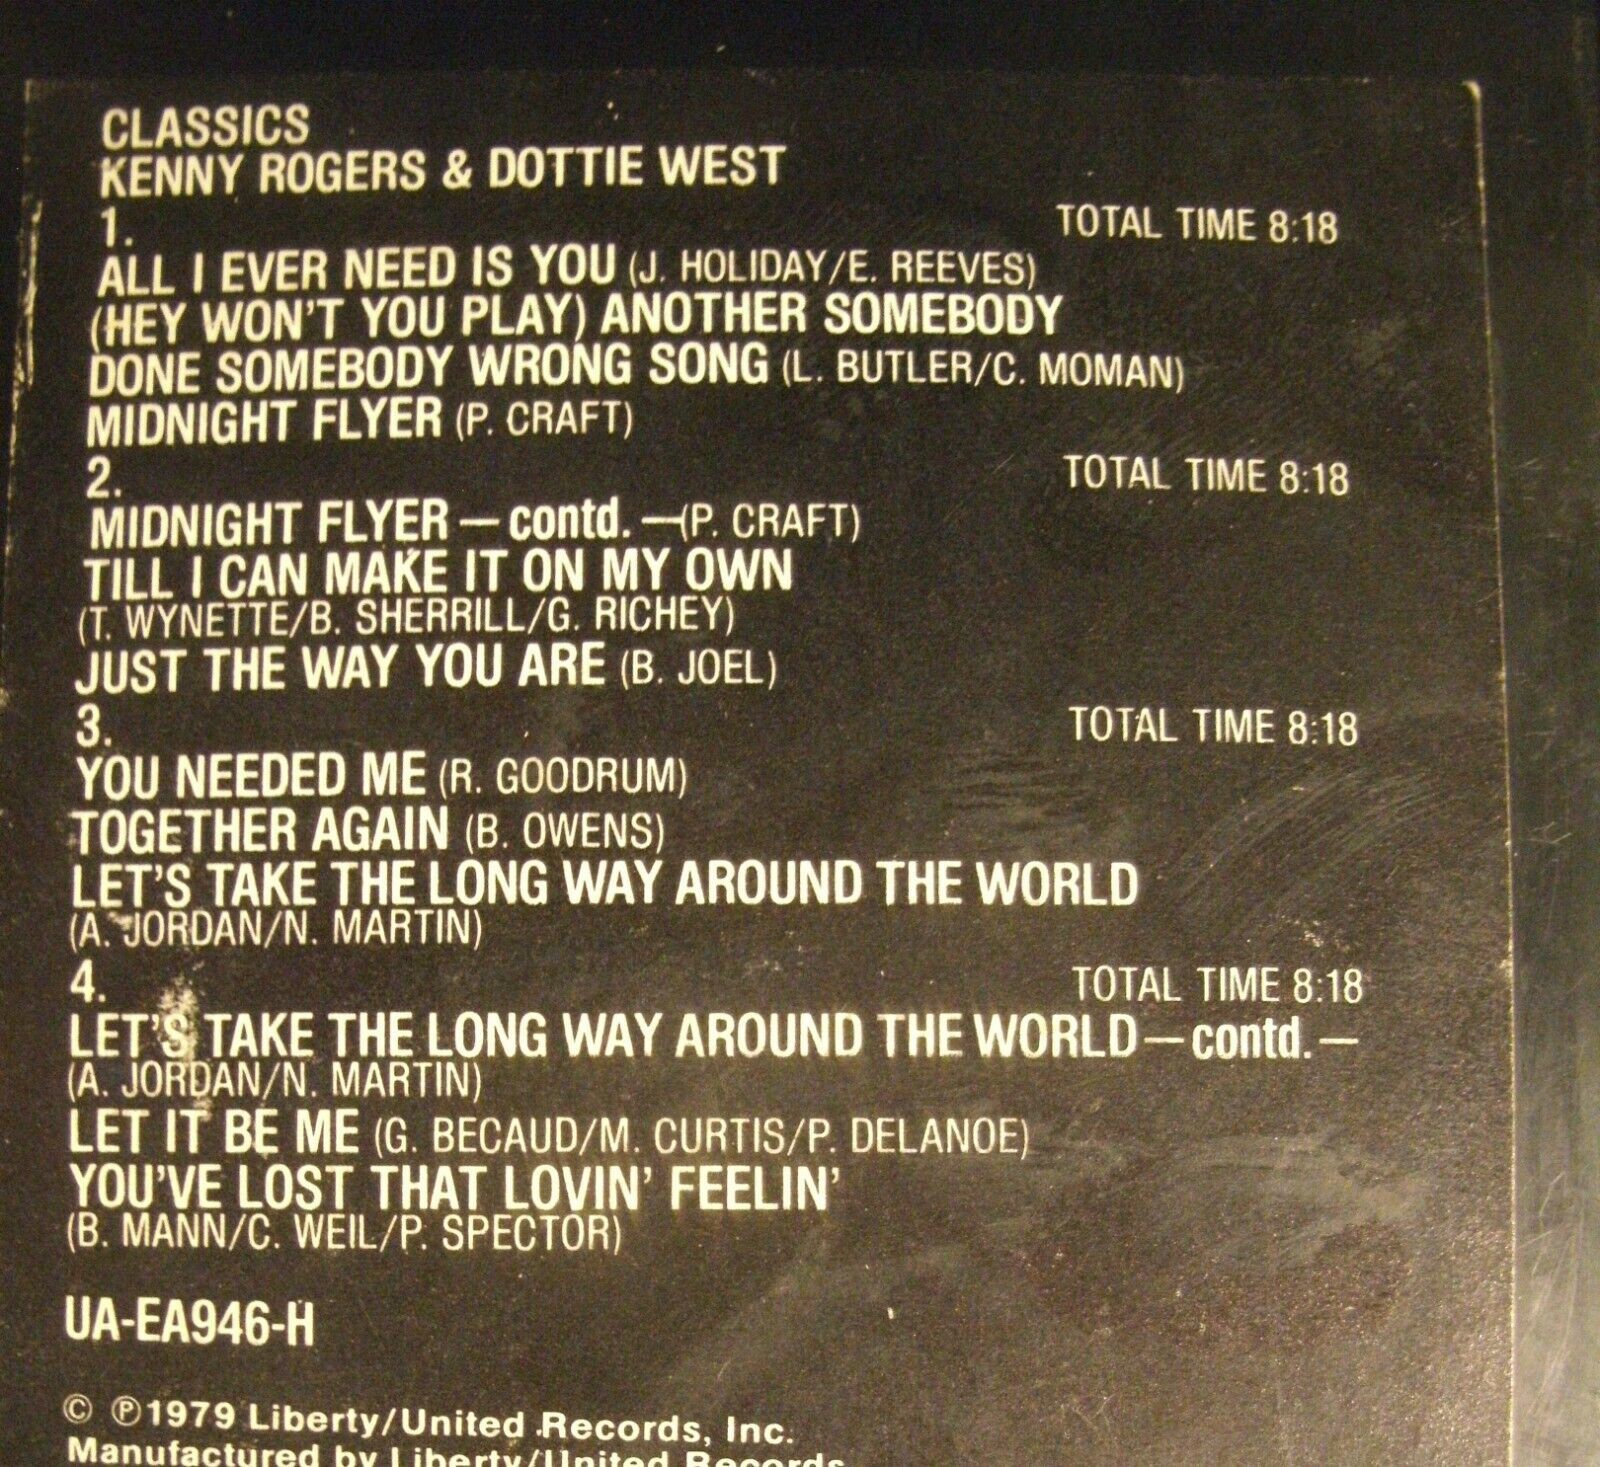 CLASSICS
KENNY ROGERS & DOTTIE WEST
1. TOTAL TIME 8:18
ALL I EVER NEED IS YOU (J. HOLIDAY/E. REEVES)
(HEY WON'T YOU PLAY) ANOTHER SOMEBODY
DONE SOMEBODY WRONG SONG (L. BUTLER/C. MOMAN)
MIDNIGHT FLYER (P. CRAFT)
2. TOTAL TIME 8:18
MIDNIGHT FLYER — contd. —(P. CRAFT)
TILL I CAN MAKE IT ON MY OWN
(T. WYNETTE/B. SHERRILL/G. RICHEY)
JUST THE WAY YOU ARE (B. JOEL)
3. TOTAL TIME 8:18
YOU NEEDED ME (R. GOODRUM)
TOGETHER AGAIN (B. OWENS)
LET'S TAKE THE LONG WAY AROUND THE WORLD
(A. JORDAN/N. MARTIN)
4. TOTAL TIME 8:18
LET'S TAKE THE LONG WAY AROUND THE WORLD — contd. —
(A. JORDAN/N. MARTIN)
LET IT BE ME (G. BECAUD/M. CURTIS/P. DELANOE)
YOU'VE LOST THAT LOVIN' FEELIN'
(B. MANN/C. WEIL/P. SPECTOR)
UA-EA946-H
© ℗1979 Liberty/United Records, Inc.
Manufactured by Liberty/United Records